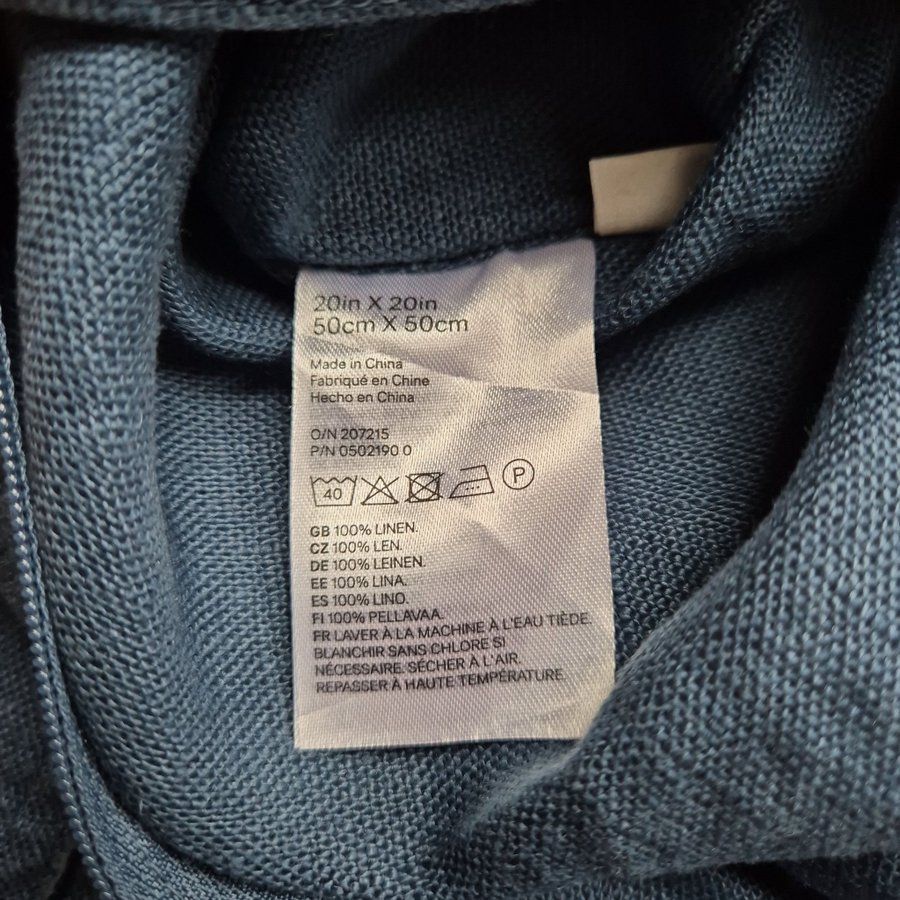 20in X 20in
50cm X 50cm
Made in China
Fabriqué en Chine
Hecho en China
O/N 207215
P/N 0502190 0
40 P
GB 100% LINEN.
CZ 100% LEN.
DE 100% LEINEN.
EE 100% LINA.
ES 100% LINO.
FI 100% PELLAVAA.
FR LAVER À LA MACHINE À L'EAU TIÈDE.
BLANCHIR SANS CHLORE SI
NÉCESSAIRE. SÉCHER À L'AIR.
REPASSER À HAUTE TEMPÉRATURE.